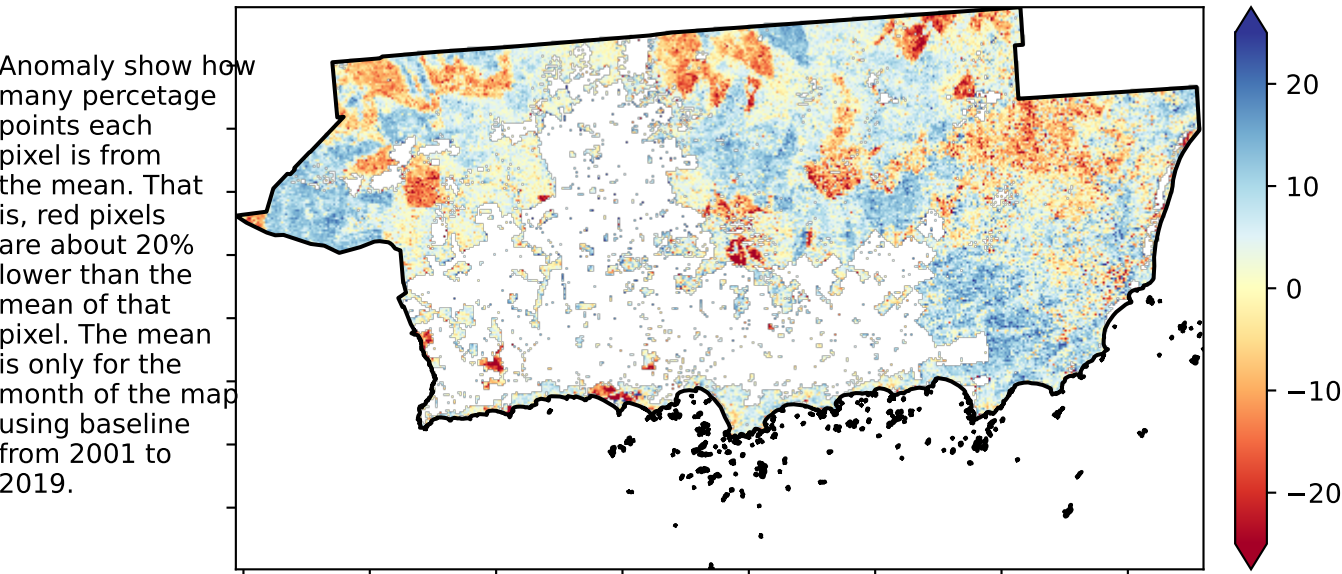 Anomaly show how
many percetage
points each
pixel is from
the mean. That
is, red pixels
are about 20%
lower than the
mean of that
pixel. The mean
is only for the
month of the map
using baseline
from 2001 to
2019.
20
10
0
−10
−20